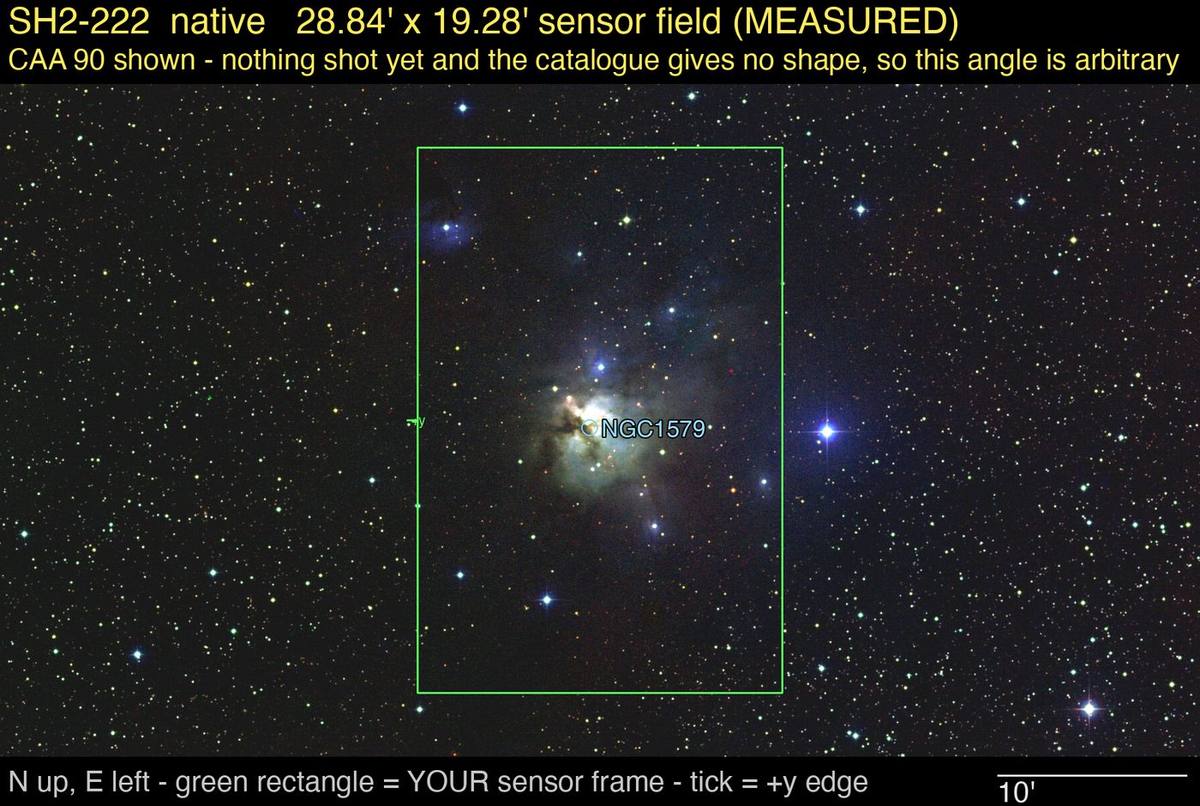 SH2-222 native 28.84' x 19.28' sensor field (MEASURED)
CAA 90 shown - nothing shot yet and the catalogue gives no shape, so this angle is arbitrary
+y
NGC1579
N up, E left - green rectangle = YOUR sensor frame - tick = +y edge
10'